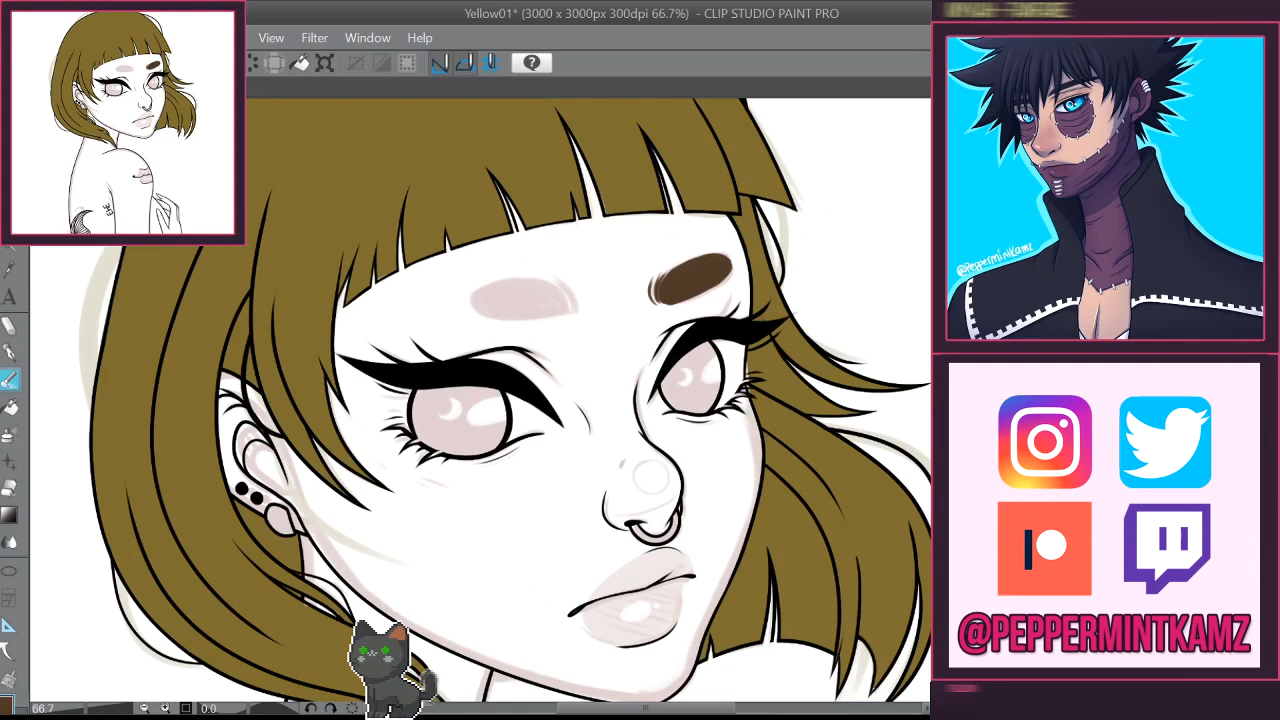 Yellow01* (3000 x 3000px 300dpi 66.7%) - CLIP STUDIO PAINT PRO
View Filter Window Help
A
@PeppermintKamz
@PEPPERMINTKAMZ
66.7
0.0